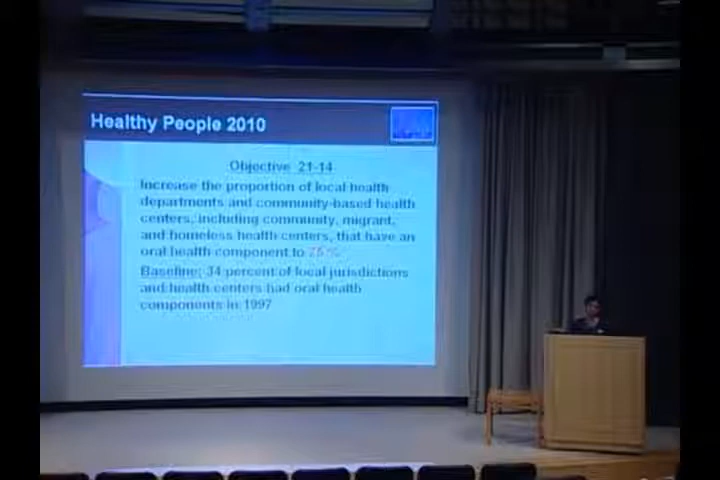 Healthy People 2010
Objective 21-14
Increase the proportion of local health
departments and community-based health
centers, including community, migrant,
and homeless health centers, that have an
oral health component to 75%
Baseline: 34 percent of local jurisdictions
and health centers had oral health
components in 1997